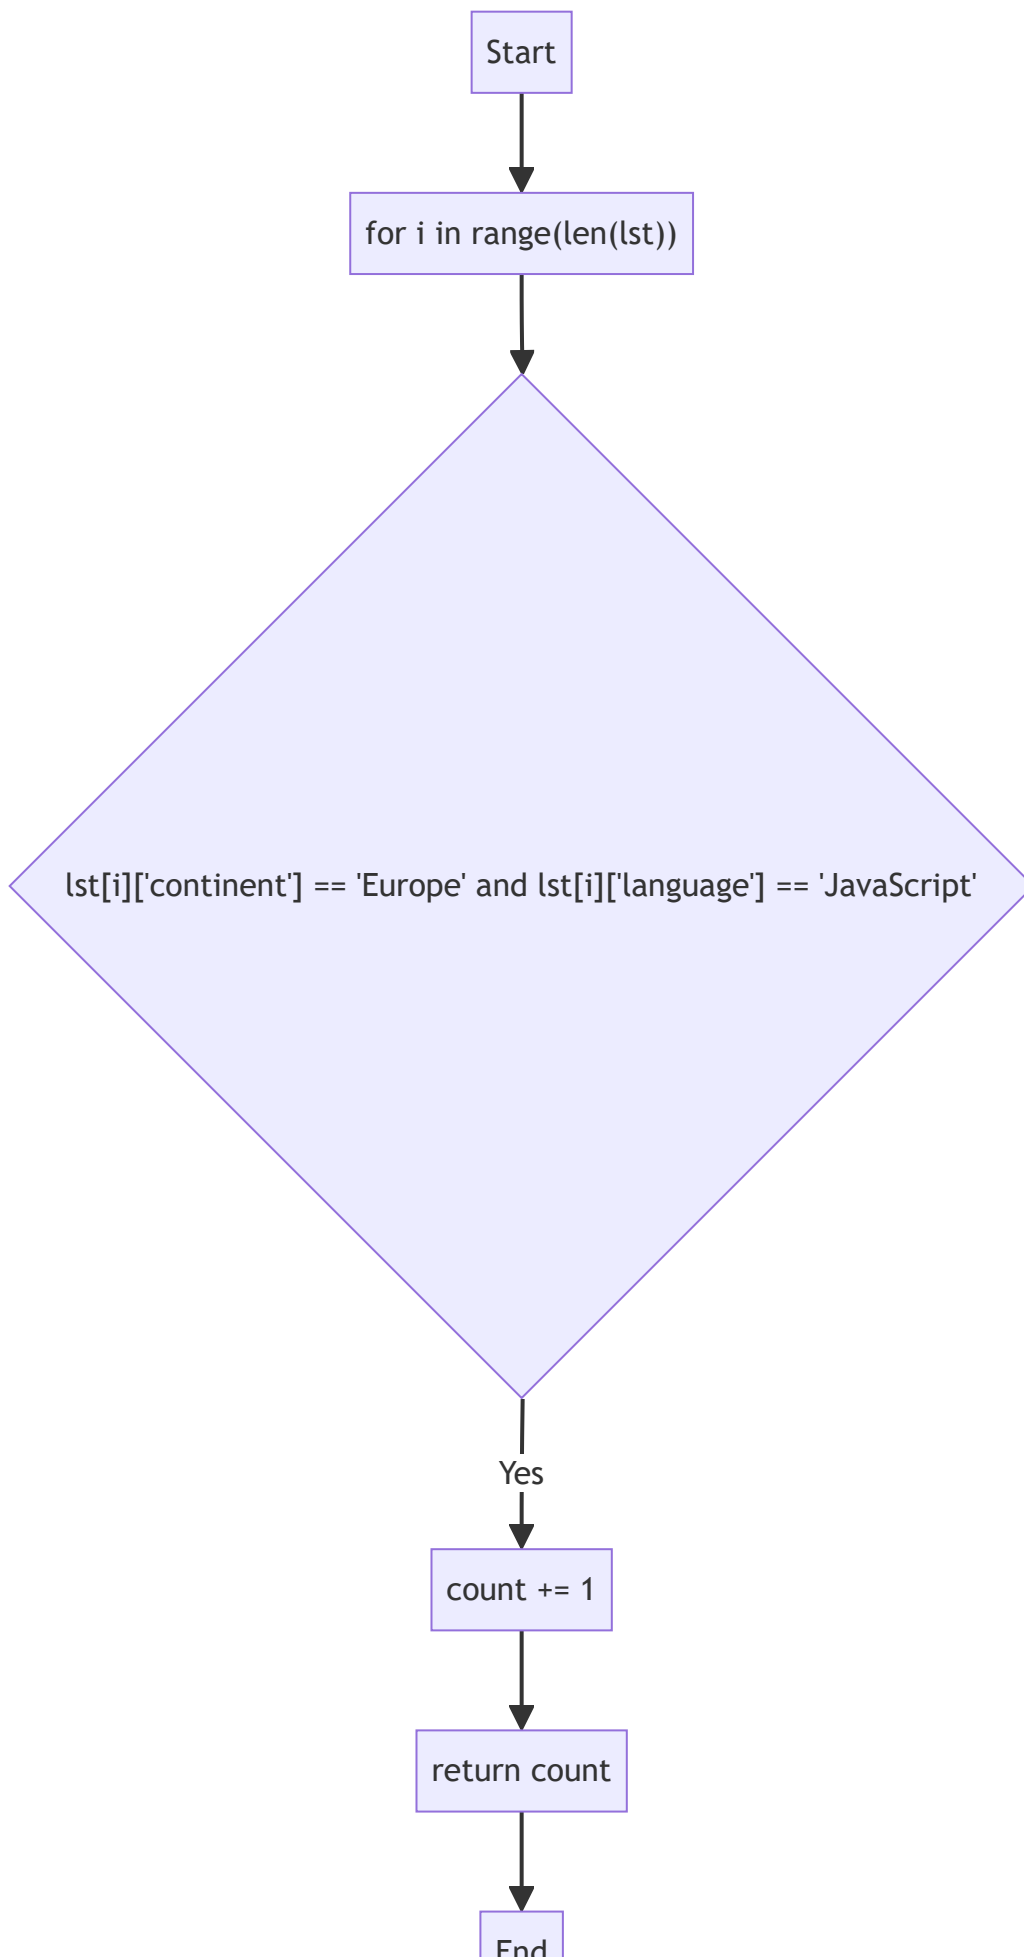 Start
for i in range(len(lst))
lst[i]['continent'] == 'Europe' and lst[i]['language'] == 'JavaScript'
Yes
count += 1
return count
End